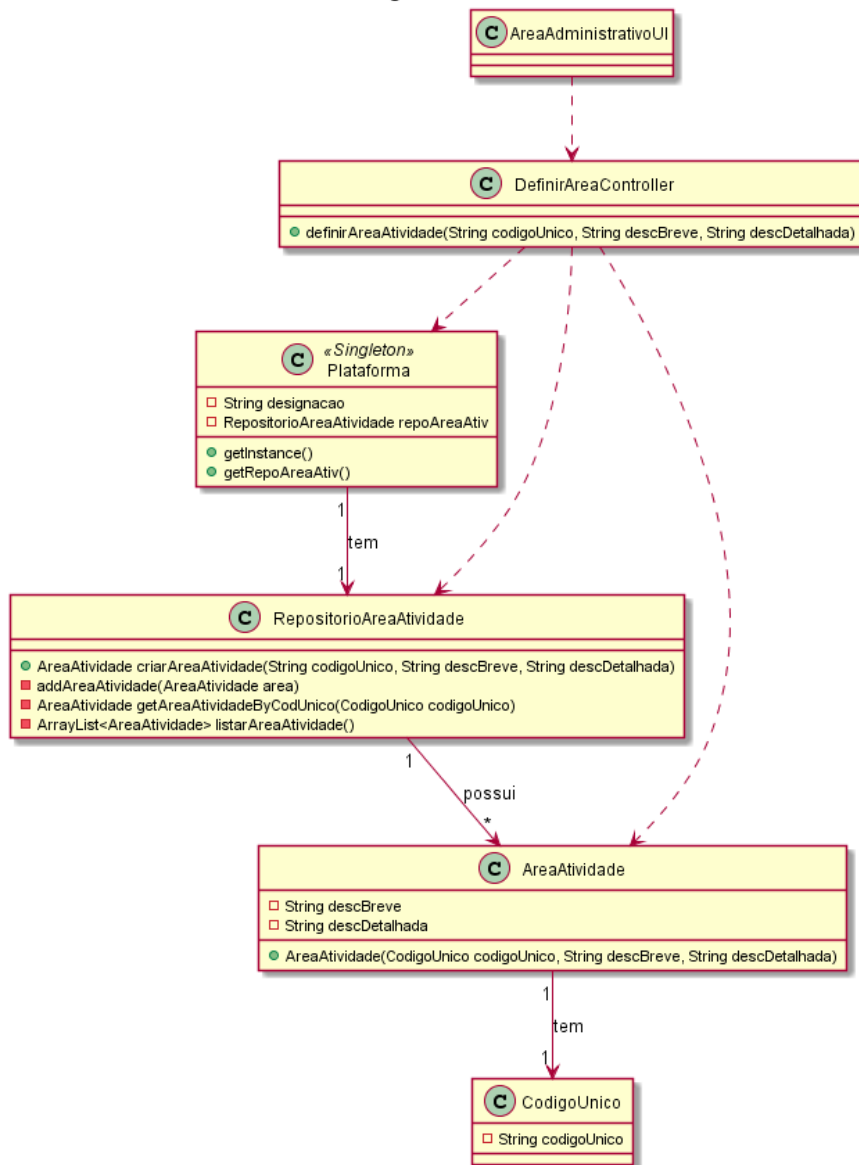 C AreaAdministrativoUI
C DefinirAreaController
definirAreaAtividade(String codigoUnico, String descBreve, String descDetalhada)
«Singleton»
C Plataforma
String designacao
RepositorioAreaAtividade repoAreaAtiv
getInstance()
getRepoAreaAtiv()
1
tem
1
C RepositorioAreaAtividade
AreaAtividade criarAreaAtividade(String codigoUnico, String descBreve, String descDetalhada)
addAreaAtividade(AreaAtividade area)
AreaAtividade getAreaAtividadeByCodUnico(CodigoUnico codigoUnico)
ArrayList<AreaAtividade> listarAreaAtividade()
1
possui
*
C AreaAtividade
String descBreve
String descDetalhada
AreaAtividade(CodigoUnico codigoUnico, String descBreve, String descDetalhada)
1
tem
1
C CodigoUnico
String codigoUnico